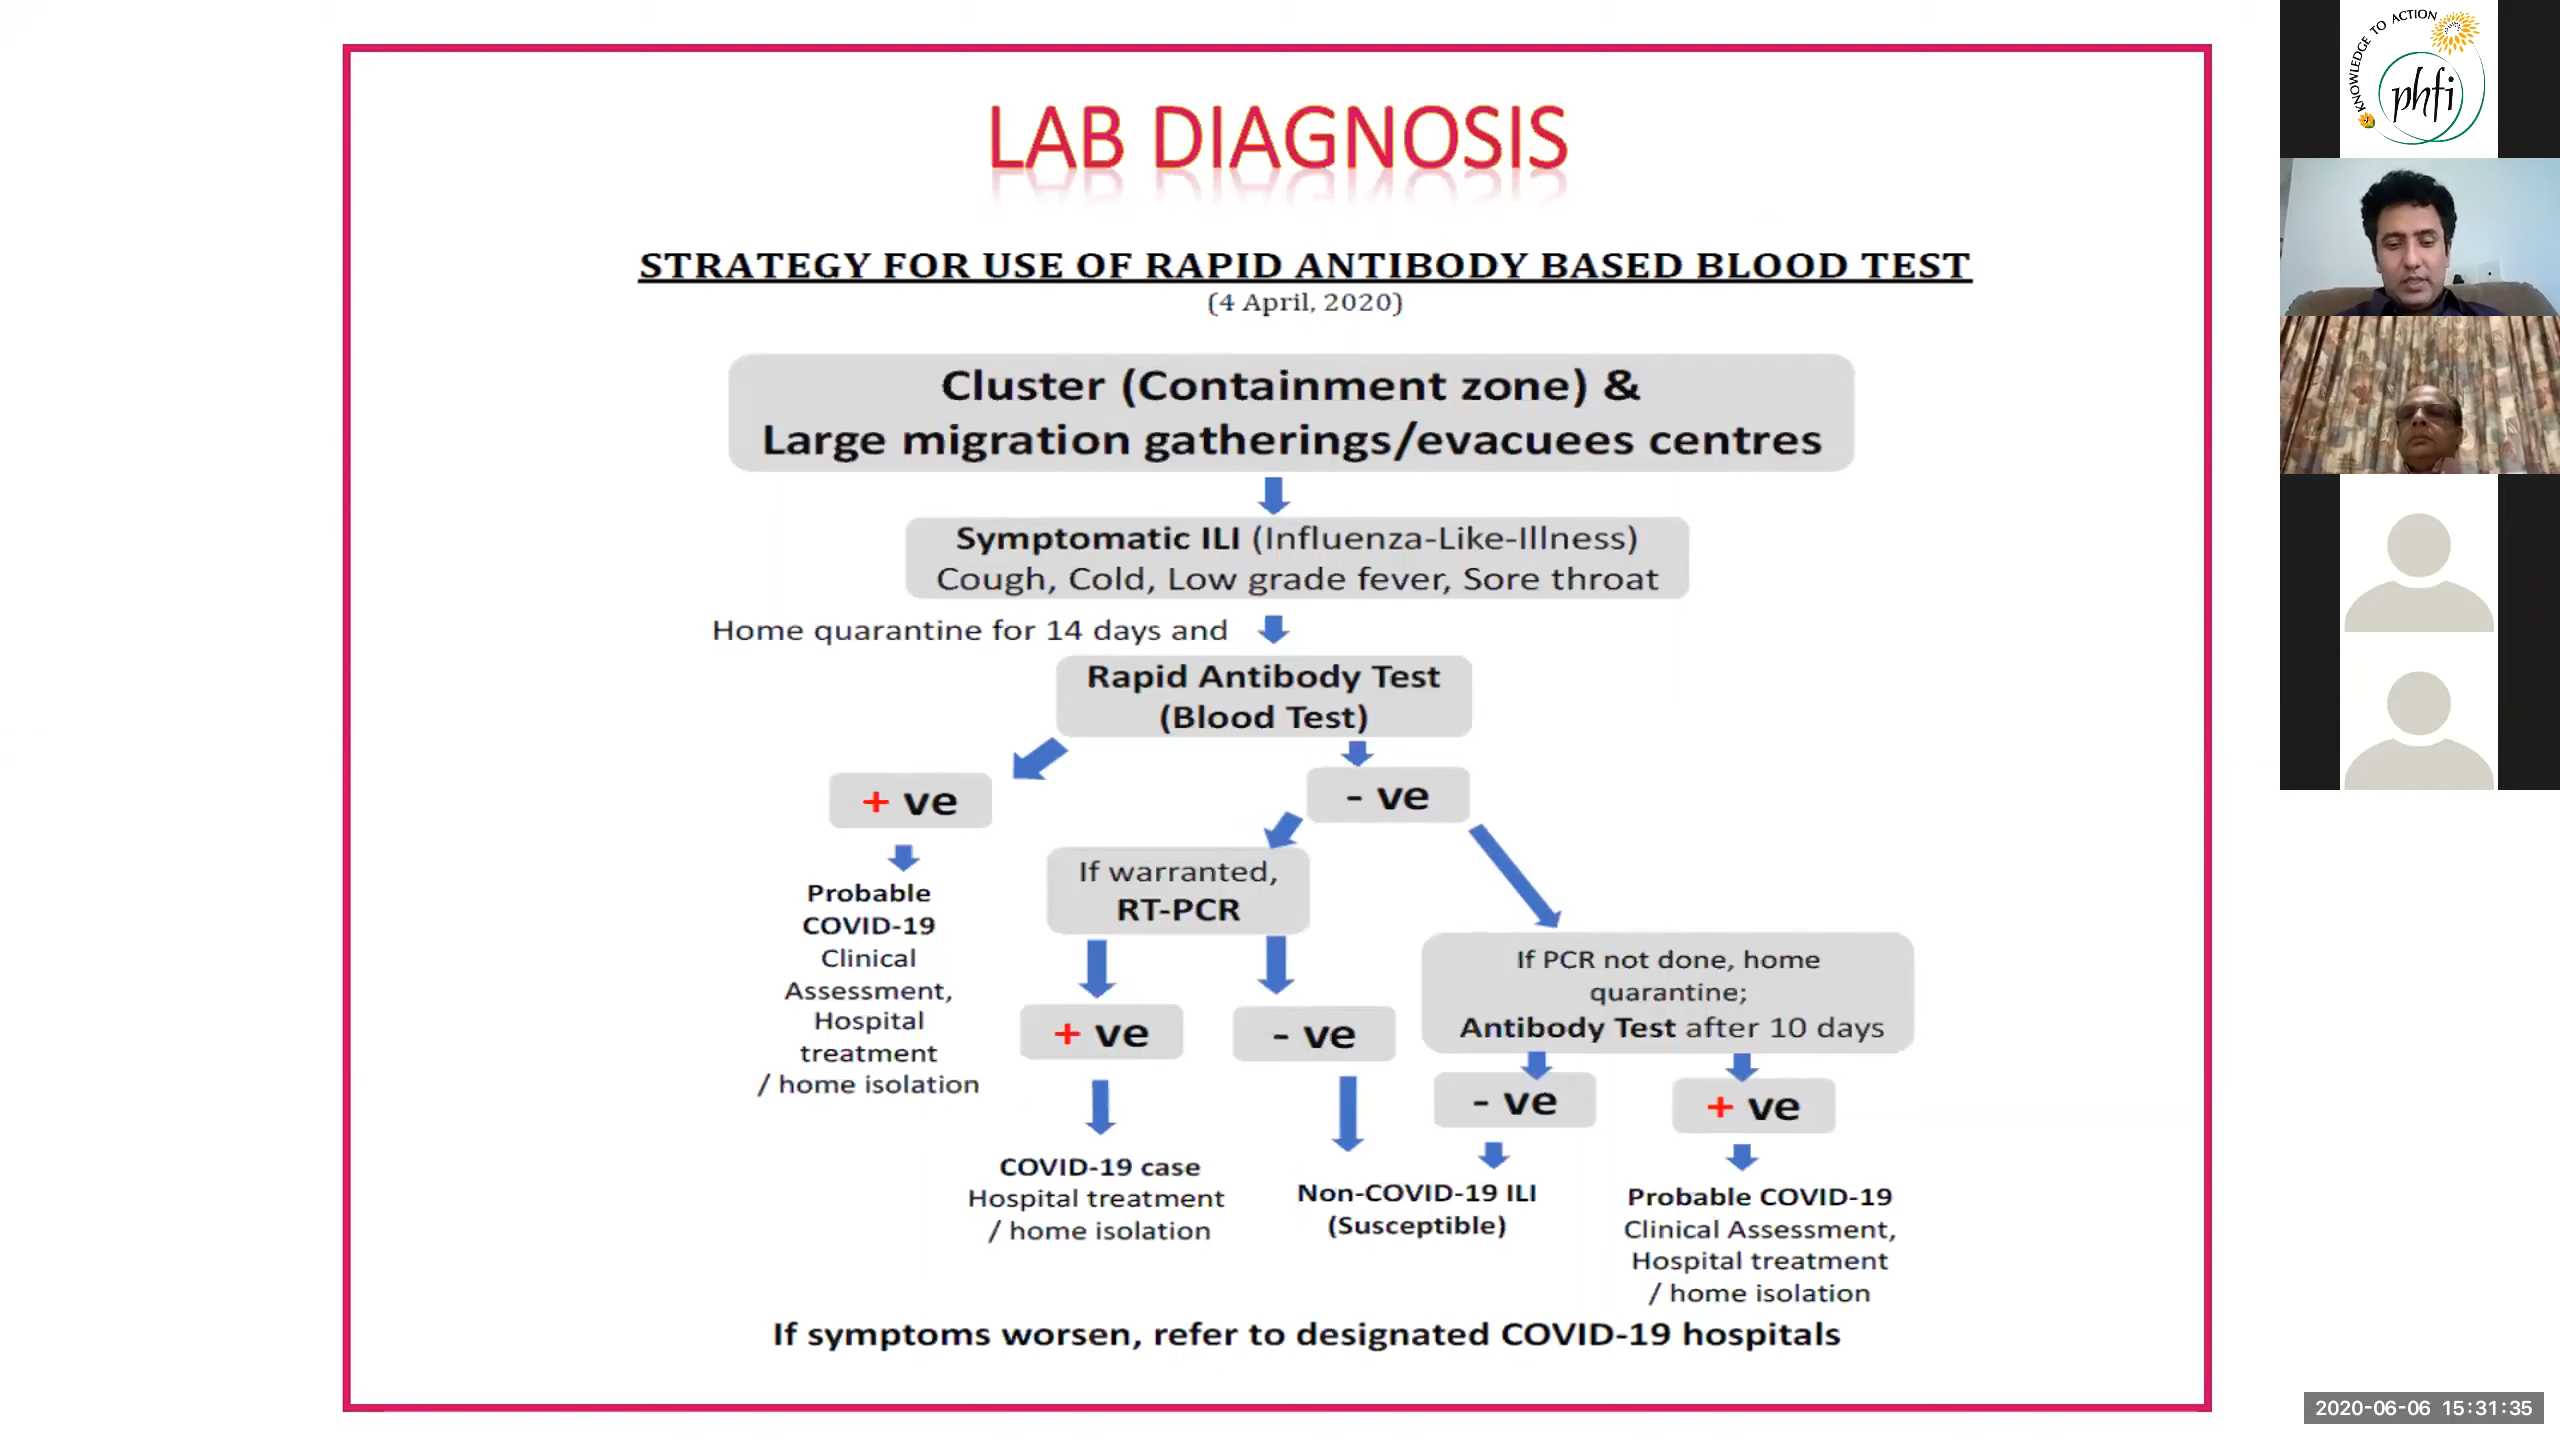 LAB DIAGNOSIS
STRATEGY FOR USE OF RAPID ANTIBODY BASED BLOOD TEST
(4 April, 2020)
Cluster (Containment zone) &
Large migration gatherings/evacuees centres
Symptomatic ILI (Influenza-Like-Illness)
Cough, Cold, Low grade fever, Sore throat
Home quarantine for 14 days and
Rapid Antibody Test
(Blood Test)
+ ve
- ve
Probable
COVID-19
Clinical
Assessment,
Hospital
treatment
/ home isolation
If warranted,
RT-PCR
+ ve
- ve
COVID-19 case
Hospital treatment
/ home isolation
If PCR not done, home
quarantine;
Antibody Test after 10 days
- ve
+ ve
Non-COVID-19 ILI
(Susceptible)
Probable COVID-19
Clinical Assessment,
Hospital treatment
/ home isolation
If symptoms worsen, refer to designated COVID-19 hospitals
KNOWLEDGE TO ACTION
phfi
2020-06-06 15:31:35